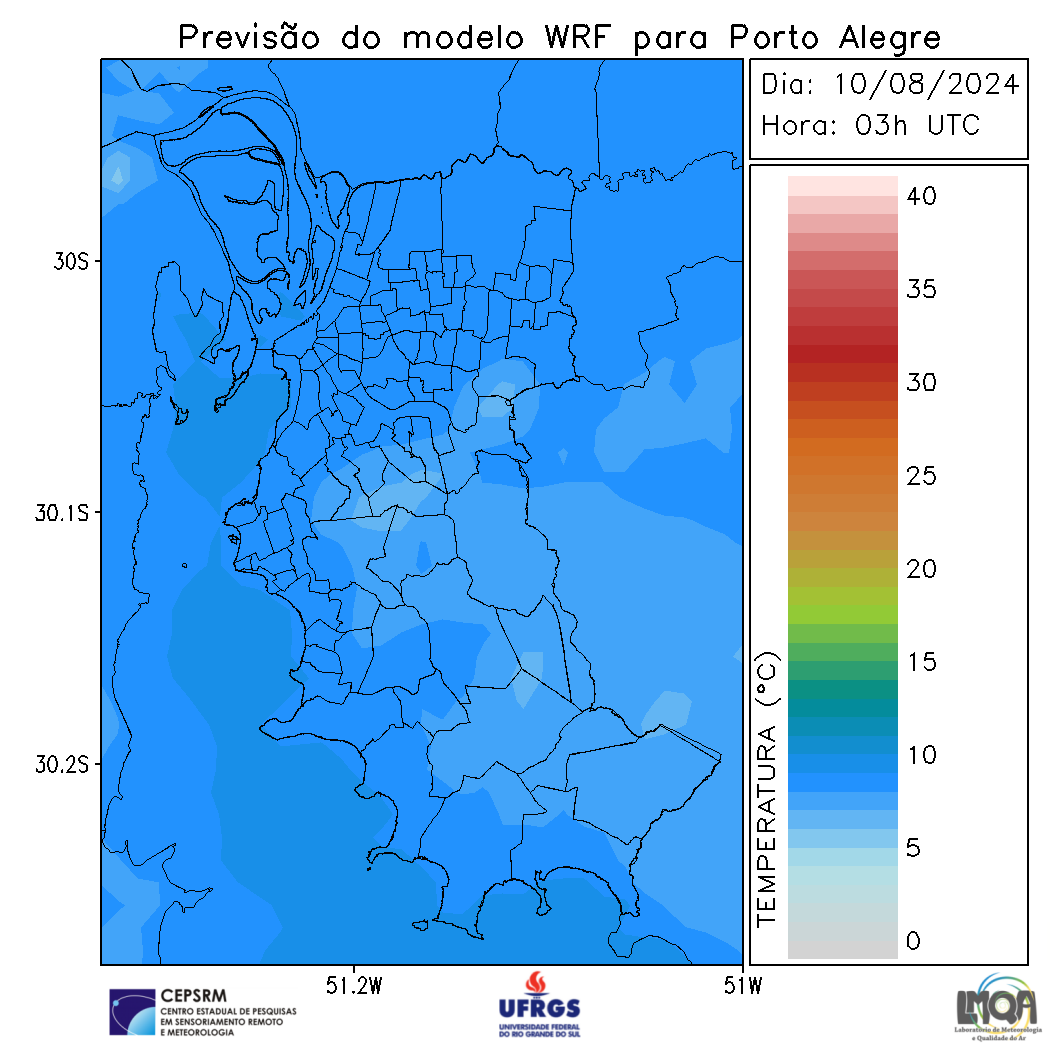 Previsão do modelo WRF para Porto Alegre
Dia: 10/08/2024
Hora: 03h UTC
40
35
30
25
20
15
10
5
0
TEMPERATURA (°C)
30S
30.1S
30.2S
51.2W
51W
CEPSRM
CENTRO ESTADUAL DE PESQUISAS
EM SENSORIAMENTO REMOTO
E METEOROLOGIA
UFRGS
UNIVERSIDADE FEDERAL
DO RIO GRANDE DO SUL
LMQA
Laboratório de Meteorologia
e Qualidade do Ar